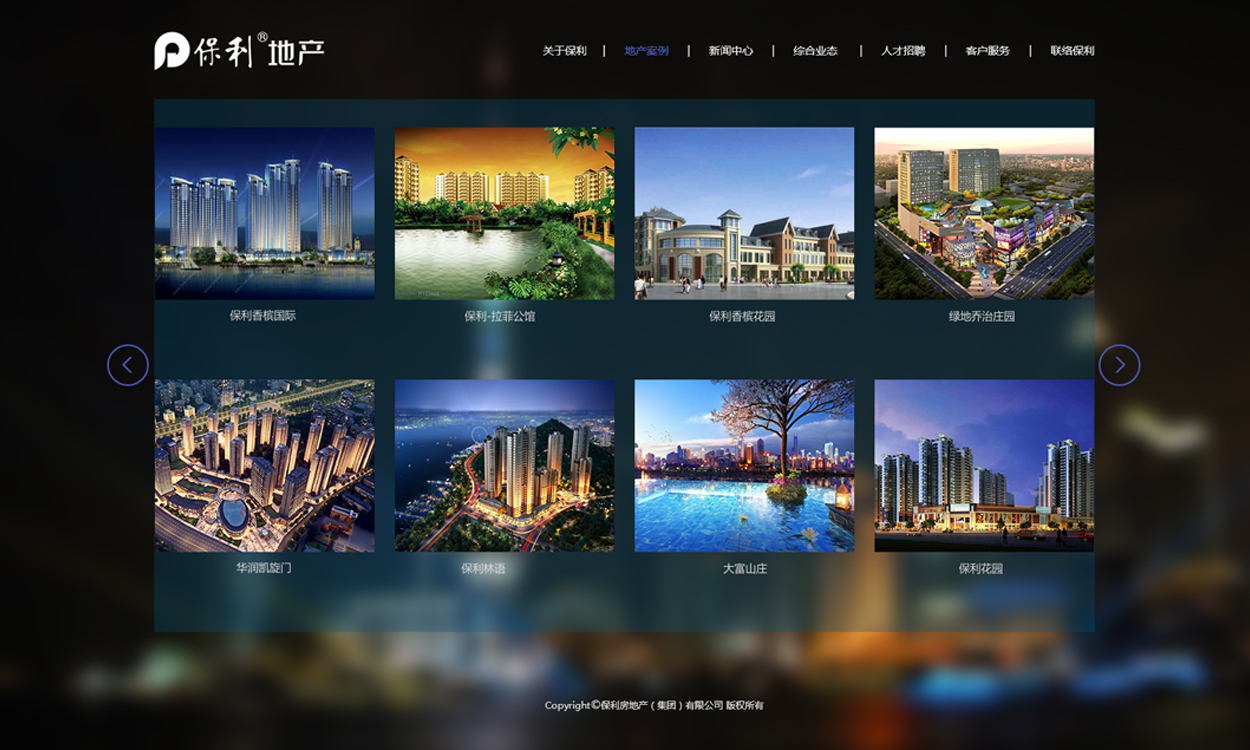 保利®地产
关于保利 | 地产案例 | 新闻中心 | 综合业态 | 人才招聘 | 客户服务 | 联络保利
保利香槟国际 保利-拉菲公馆 保利香槟花园 绿地乔治庄园
华润凯旋门 保利林语 大富山庄 保利花园
Copyright©保利房地产(集团)有限公司 版权所有